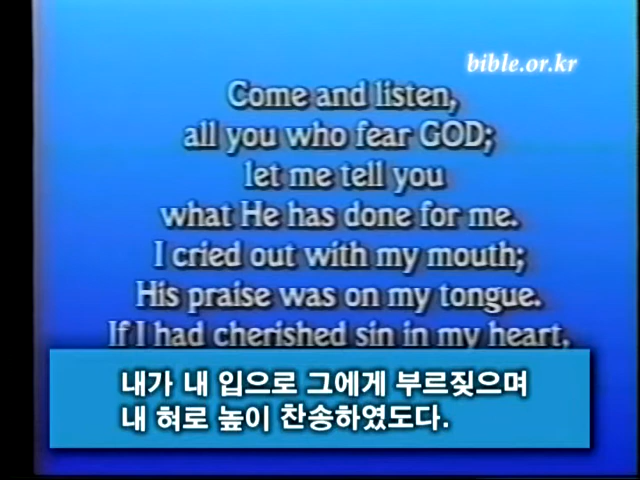 bible.or.kr
Come and listen,
all you who fear GOD;
let me tell you
what He has done for me.
I cried out with my mouth;
His praise was on my tongue.
If I had cherished sin in my heart,
내가 내 입으로 그에게 부르짖으며
내 혀로 높이 찬송하였도다.